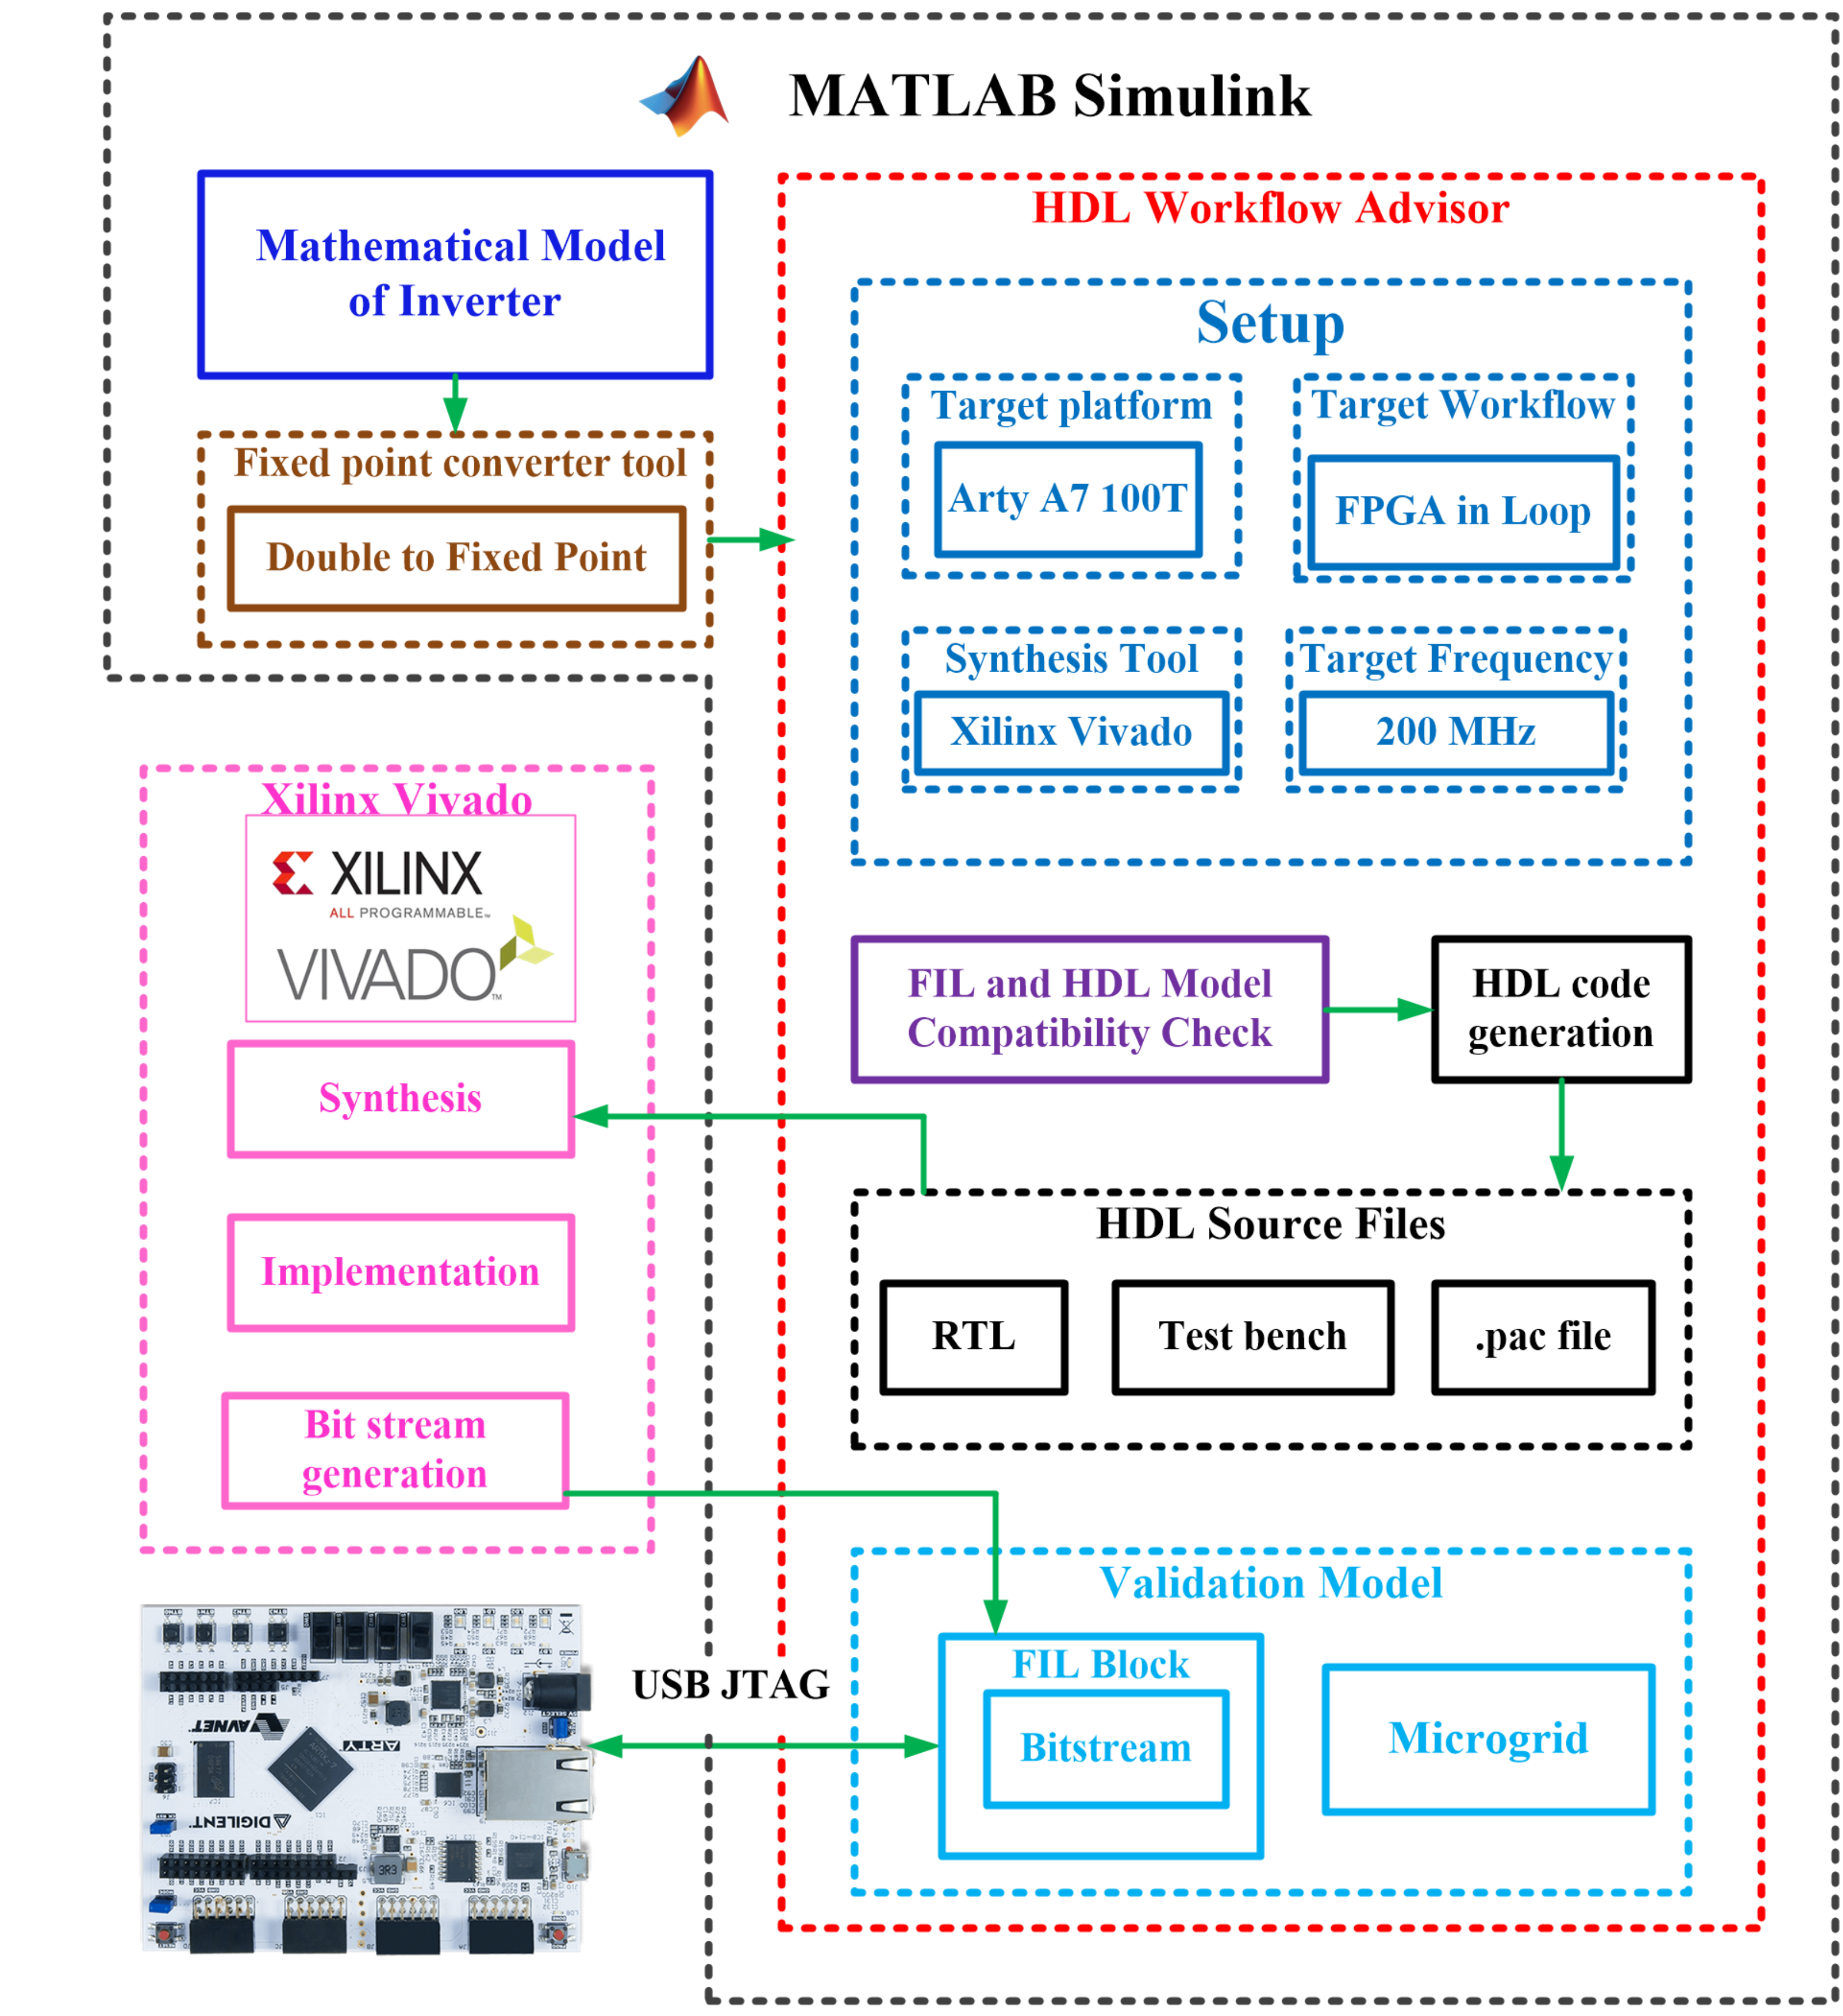 MATLAB Simulink
Mathematical Model
of Inverter
Fixed point converter tool
Double to Fixed Point
HDL Workflow Advisor
Setup
Target platform
Arty A7 100T
Target Workflow
FPGA in Loop
Synthesis Tool
Xilinx Vivado
Target Frequency
200 MHz
FIL and HDL Model
Compatibility Check
HDL code
generation
HDL Source Files
RTL
Test bench
.pac file
Xilinx Vivado
XILINX
ALL PROGRAMMABLE™
VIVADO™
Synthesis
Implementation
Bit stream
generation
Validation Model
FIL Block
Bitstream
Microgrid
USB JTAG
AVNET
ARTY
DIGILENT
3R3